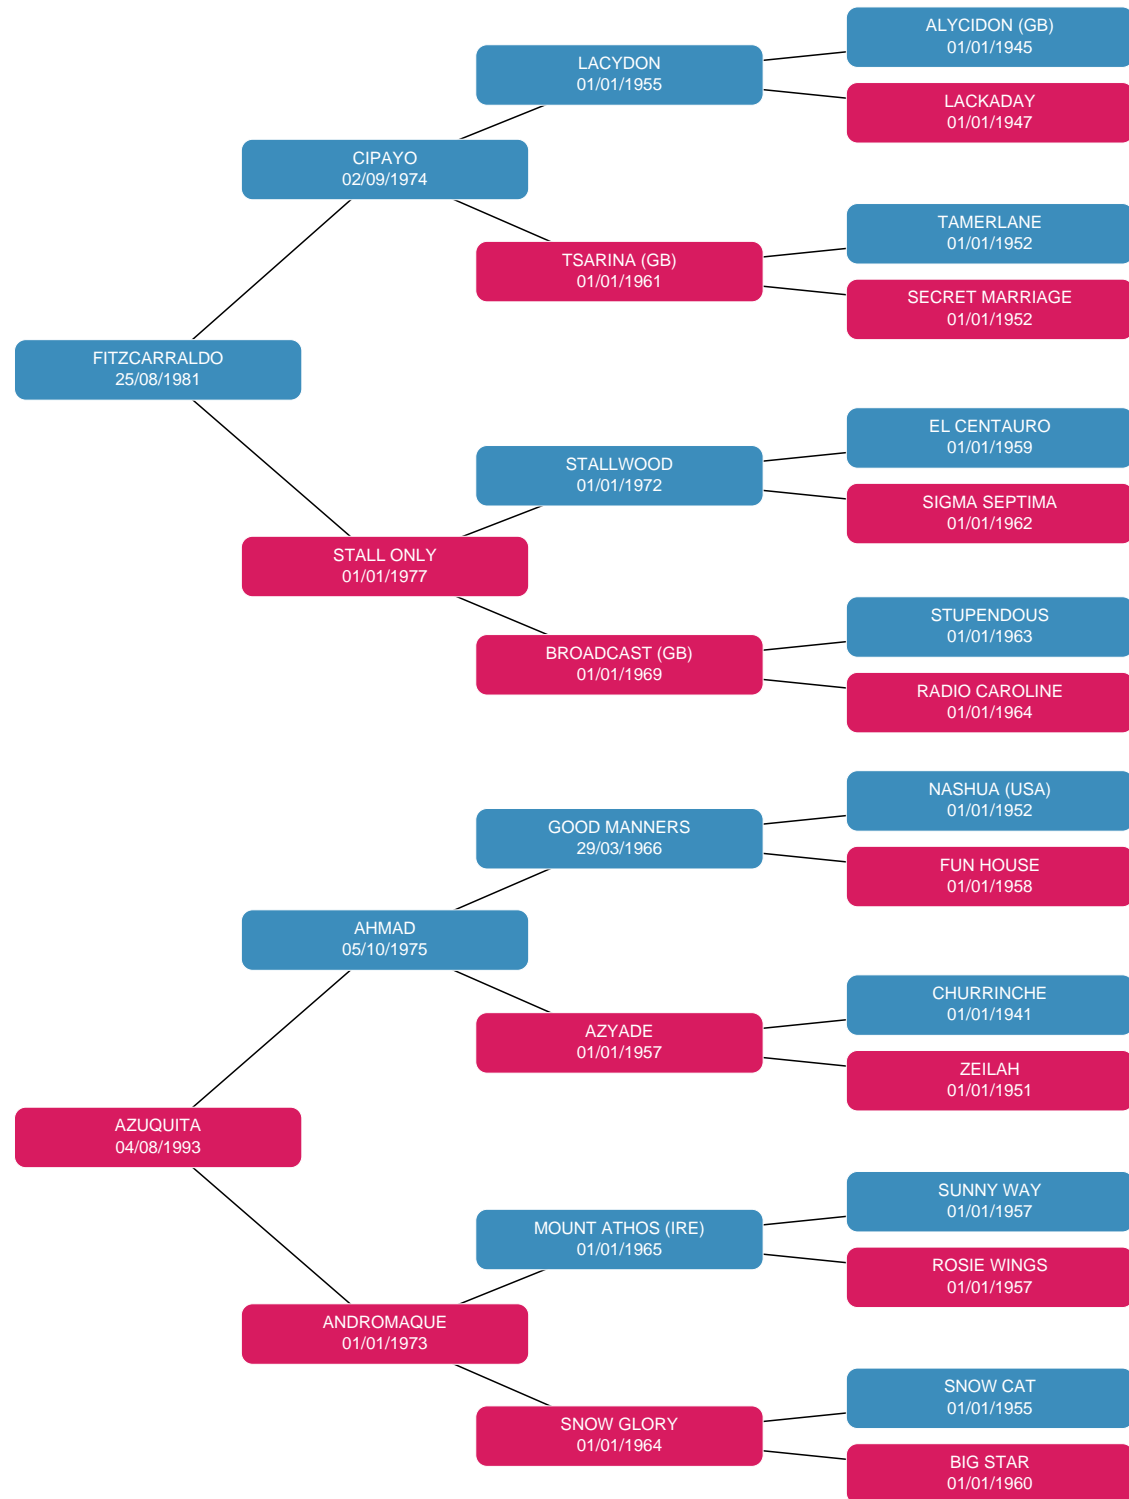 ALYCIDON (GB)
01/01/1945
LACYDON
01/01/1955
LACKADAY
01/01/1947
CIPAYO
02/09/1974
TAMERLANE
01/01/1952
TSARINA (GB)
01/01/1961
SECRET MARRIAGE
01/01/1952
FITZCARRALDO
25/08/1981
EL CENTAURO
01/01/1959
STALLWOOD
01/01/1972
SIGMA SEPTIMA
01/01/1962
STALL ONLY
01/01/1977
STUPENDOUS
01/01/1963
BROADCAST (GB)
01/01/1969
RADIO CAROLINE
01/01/1964
NASHUA (USA)
01/01/1952
GOOD MANNERS
29/03/1966
FUN HOUSE
01/01/1958
AHMAD
05/10/1975
CHURRINCHE
01/01/1941
AZYADE
01/01/1957
ZEILAH
01/01/1951
AZUQUITA
04/08/1993
SUNNY WAY
01/01/1957
MOUNT ATHOS (IRE)
01/01/1965
ROSIE WINGS
01/01/1957
ANDROMAQUE
01/01/1973
SNOW CAT
01/01/1955
SNOW GLORY
01/01/1964
BIG STAR
01/01/1960